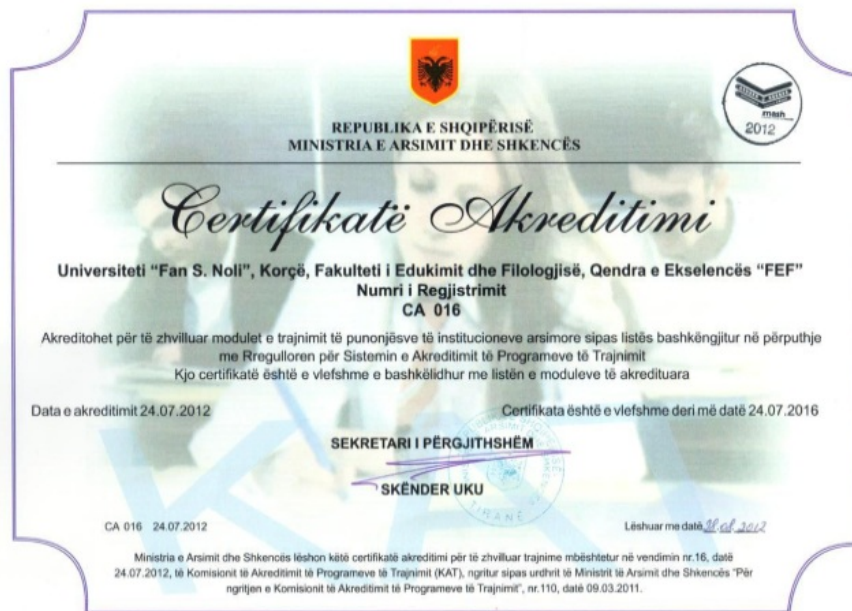 mash
2012
REPUBLIKA E SHQIPËRISË
MINISTRIA E ARSIMIT DHE SHKENCËS
Certifikatë Akreditimi
Universiteti “Fan S. Noli”, Korçë, Fakulteti i Edukimit dhe Filologjisë, Qendra e Ekselencës “FEF”
Numri i Regjistrimit
CA 016
Akreditohet për të zhvilluar modulet e trajnimit të punonjësve të institucioneve arsimore sipas listës bashkëngjitur në përputhje
me Rregulloren për Sistemin e Akreditimit të Programeve të Trajnimit
Kjo certifikatë është e vlefshme e bashkëlidhur me listën e moduleve të akredituara
Data e akreditimit 24.07.2012 Certifikata është e vlefshme deri më datë 24.07.2016
SEKRETARI I PËRGJITHSHËM
SKËNDER UKU
TIRANË
KAT
CA 016 24.07.2012 Lëshuar me datë
Ministria e Arsimit dhe Shkencës lëshon këtë certifikatë akreditimi për të zhvilluar trajnime mbështetur në vendimin nr.16, datë
24.07.2012, të Komisionit të Akreditimit të Programeve të Trajnimit (KAT), ngritur sipas urdhrit të Ministrit të Arsimit dhe Shkencës “Për
ngritjen e Komisionit të Akreditimit të Programeve të Trajnimit”, nr.110, datë 09.03.2011.